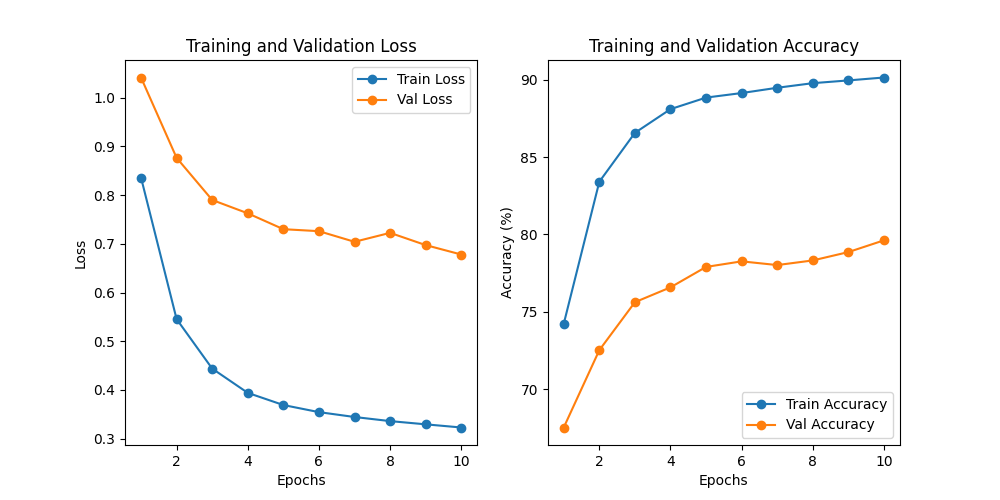 Training and Validation Loss
Train Loss
Val Loss
1.0
0.9
0.8
0.7
0.6
0.5
0.4
0.3
Loss
2 4 6 8 10
Epochs
Training and Validation Accuracy
90
85
80
75
70
Accuracy (%)
Train Accuracy
Val Accuracy
2 4 6 8 10
Epochs